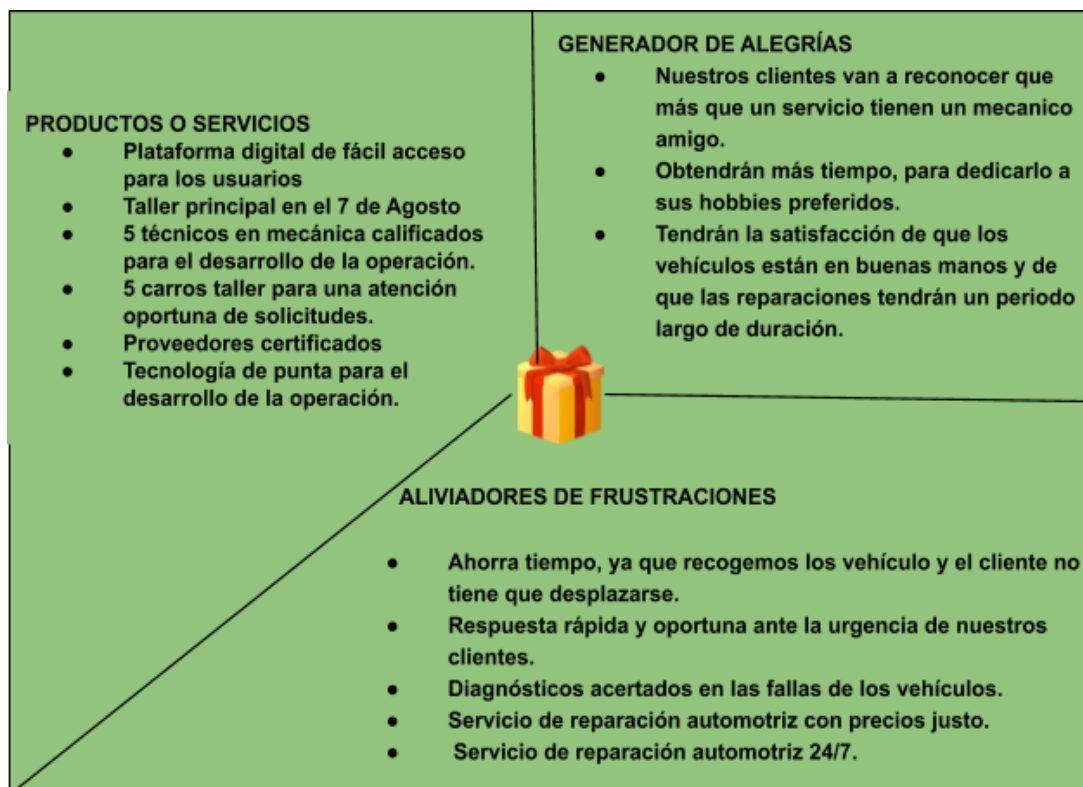 PRODUCTOS O SERVICIOS
● Plataforma digital de fácil acceso
para los usuarios
● Taller principal en el 7 de Agosto
● 5 técnicos en mecánica calificados
para el desarrollo de la operación.
● 5 carros taller para una atención
oportuna de solicitudes.
● Proveedores certificados
● Tecnología de punta para el
desarrollo de la operación.
GENERADOR DE ALEGRÍAS
● Nuestros clientes van a reconocer que
más que un servicio tienen un mecanico
amigo.
● Obtendrán más tiempo, para dedicarlo a
sus hobbies preferidos.
● Tendrán la satisfacción de que los
vehículos están en buenas manos y de
que las reparaciones tendrán un periodo
largo de duración.
ALIVIADORES DE FRUSTRACIONES
● Ahorra tiempo, ya que recogemos los vehículo y el cliente no
tiene que desplazarse.
● Respuesta rápida y oportuna ante la urgencia de nuestros
clientes.
● Diagnósticos acertados en las fallas de los vehículos.
● Servicio de reparación automotriz con precios justo.
● Servicio de reparación automotriz 24/7.